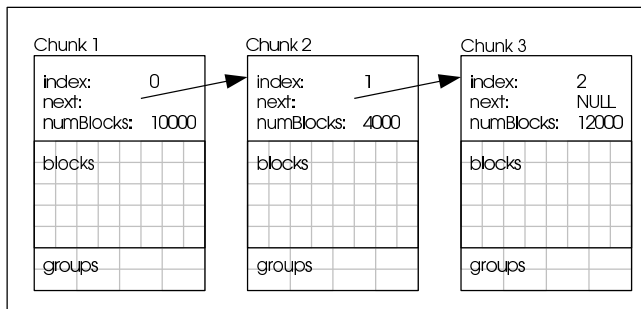 Chunk 1
index: 0
next:
numBlocks: 10000
blocks
groups
Chunk 2
index: 1
next:
numBlocks: 4000
blocks
groups
Chunk 3
index: 2
next: NULL
numBlocks: 12000
blocks
groups